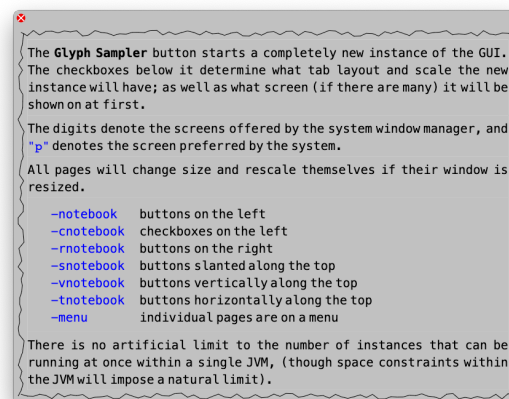 The Glyph Sampler button starts a completely new instance of the GUI.
The checkboxes below it determine what tab layout and scale the new
instance will have; as well as what screen (if there are many) it will be
shown on at first.
The digits denote the screens offered by the system window manager, and
"p" denotes the screen preferred by the system.
All pages will change size and rescale themselves if their window is
resized.
-notebook buttons on the left
-cnotebook checkboxes on the left
-rnotebook buttons on the right
-snotebook buttons slanted along the top
-vnotebook buttons vertically along the top
-tnotebook buttons horizontally along the top
-menu individual pages are on a menu
There is no artificial limit to the number of instances that can be
running at once within a single JVM, (though space constraints within
the JVM will impose a natural limit).